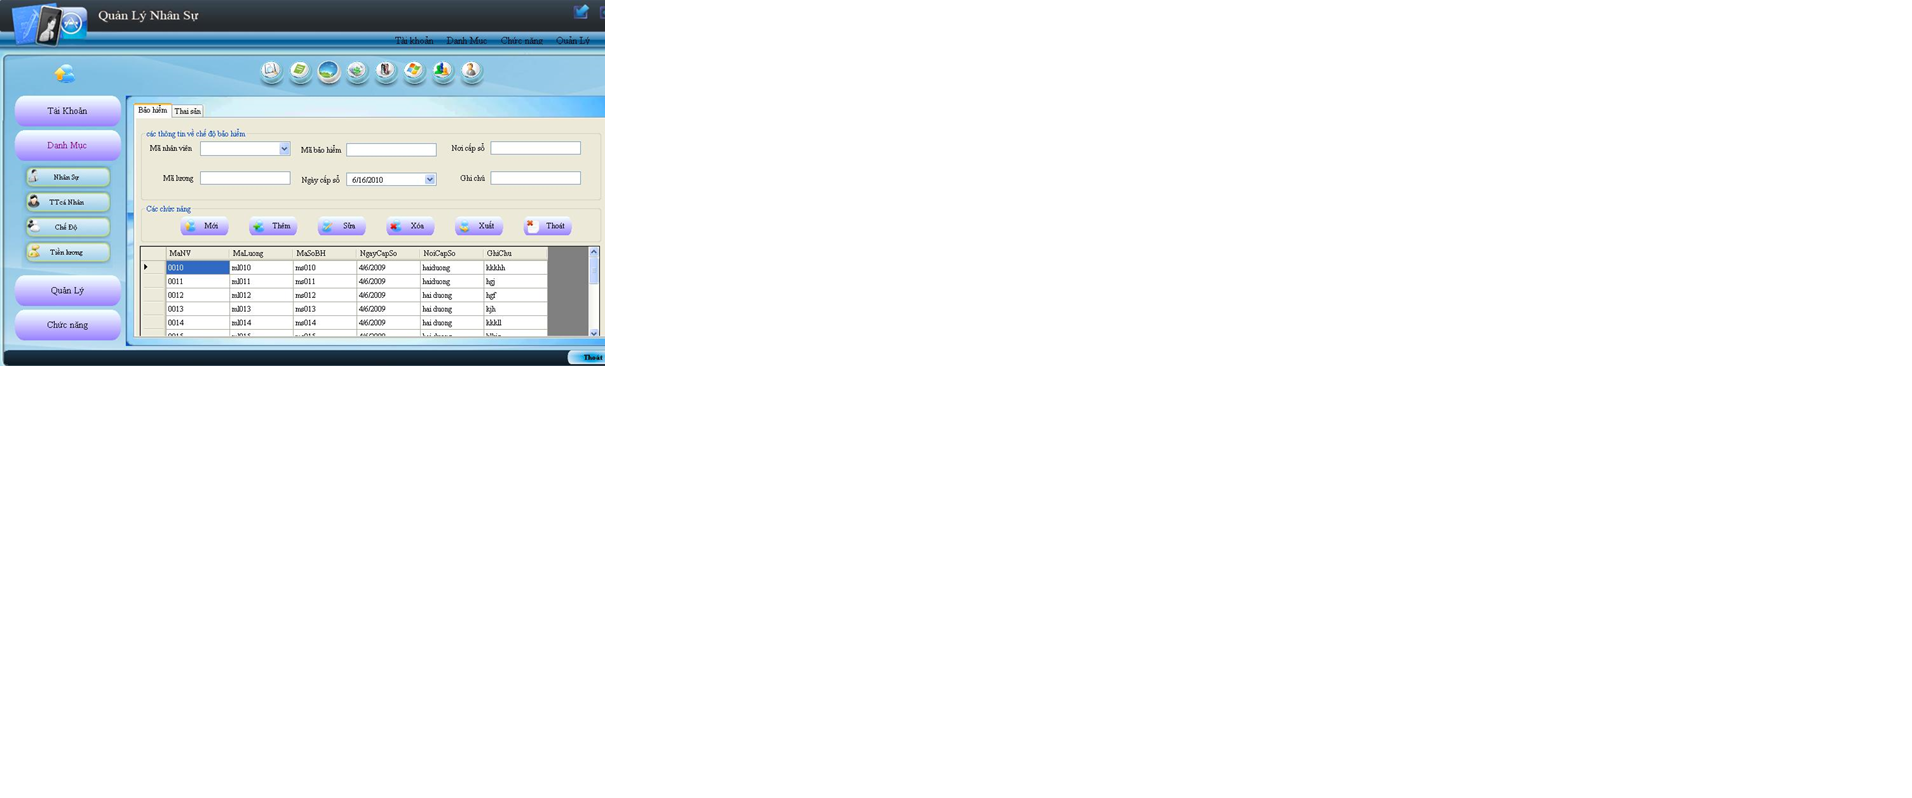 Quản Lý Nhân Sự
Tài khoản Danh Mục Chức năng Quản Lý
Tài Khoản
Danh Mục
Nhân Sự
TTcá Nhân
Chế Độ
Tiền lương
Quản Lý
Chức năng
Bảo hiểm Thai sản
các thông tin về chế độ bảo hiểm
Mã nhân viên Mã bảo hiểm Nơi cấp sổ
Mã lương Ngày cấp sổ 6/16/2010 Ghi chú
Các chức năng
Mới Thêm Sửa Xóa Xuất Thoát
MaNV MaLuong MaSoBH NgayCapSo NoiCapSo GhiChu
0010 ml010 ms010 4/6/2009 haiduong kkkhh
0011 ml011 ms011 4/6/2009 haiduong hgj
0012 ml012 ms012 4/6/2009 hai duong hgf
0013 ml013 ms013 4/6/2009 hai duong kjh
0014 ml014 ms014 4/6/2009 hai duong kkkll
Thoát